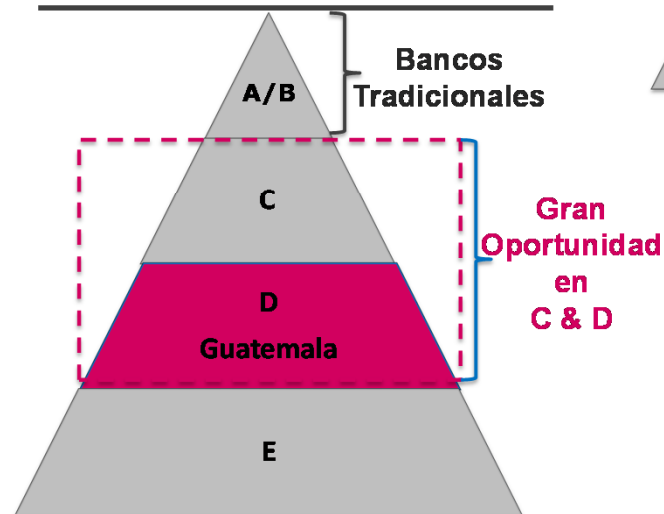 A/B
Bancos
Tradicionales
C
Gran
Oportunidad
en
C & D
D
Guatemala
E